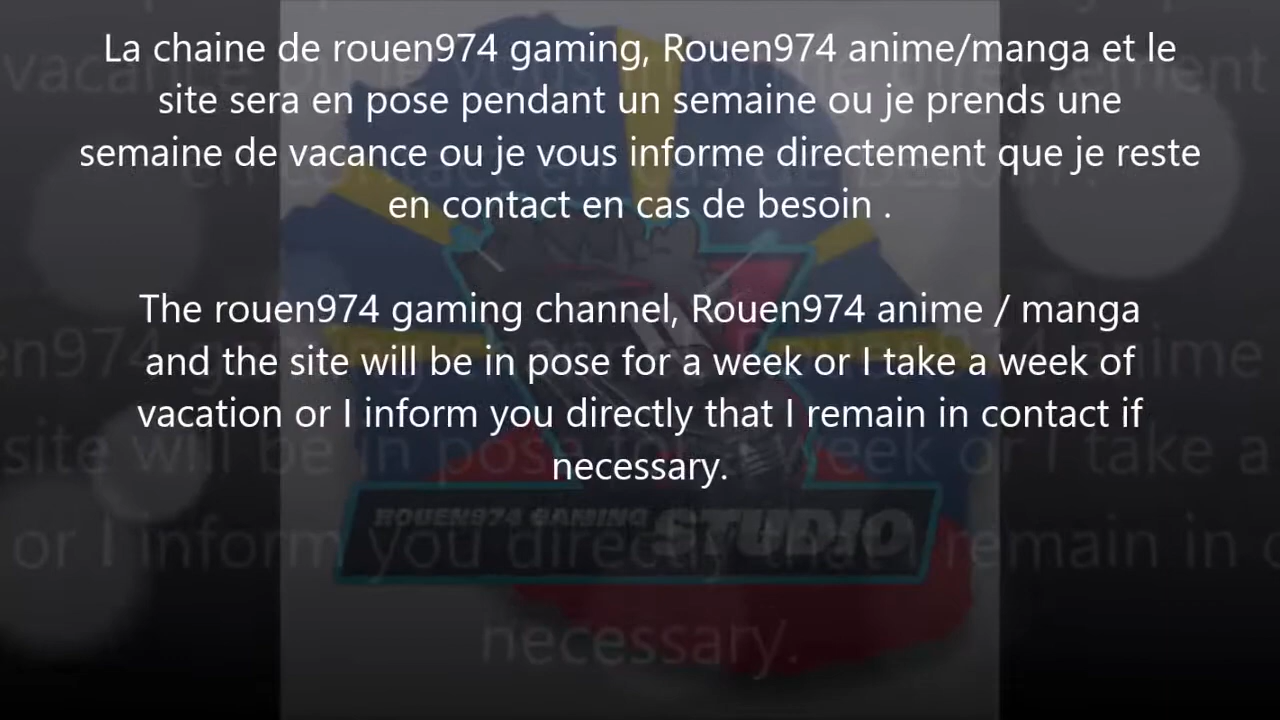 La chaine de rouen974 gaming, Rouen974 anime/manga et le
site sera en pose pendant un semaine ou je prends une
semaine de vacance ou je vous informe directement que je reste
en contact en cas de besoin .
The rouen974 gaming channel, Rouen974 anime / manga
and the site will be in pose for a week or I take a week of
vacation or I inform you directly that I remain in contact if
necessary.
ROUEN974 GAMING STUDIO